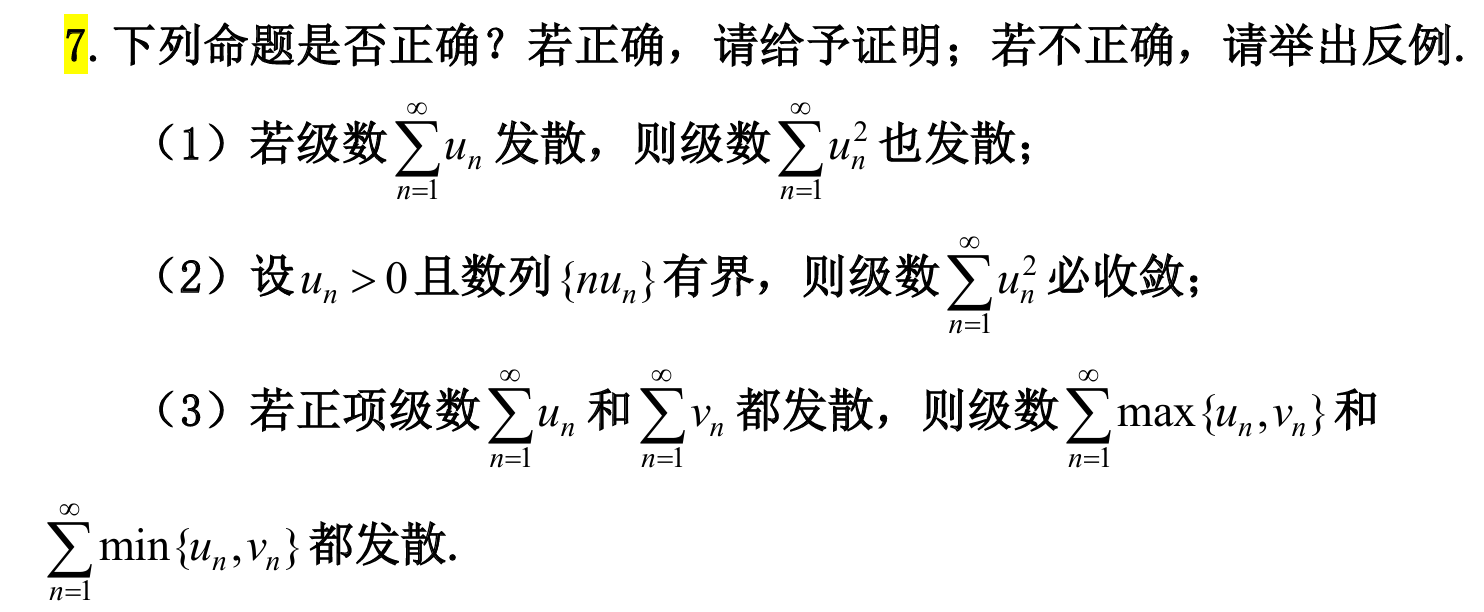 7. 下列命题是否正确？若正确，请给予证明；若不正确，请举出反例.
（1）若级数 $\sum_{n=1}^{\infty} u_n$ 发散，则级数 $\sum_{n=1}^{\infty} u_n^2$ 也发散；
（2）设 $u_n > 0$ 且数列 $\{nu_n\}$ 有界，则级数 $\sum_{n=1}^{\infty} u_n^2$ 必收敛；
（3）若正项级数 $\sum_{n=1}^{\infty} u_n$ 和 $\sum_{n=1}^{\infty} v_n$ 都发散，则级数 $\sum_{n=1}^{\infty} \max\{u_n, v_n\}$ 和
$\sum_{n=1}^{\infty} \min\{u_n, v_n\}$ 都发散.